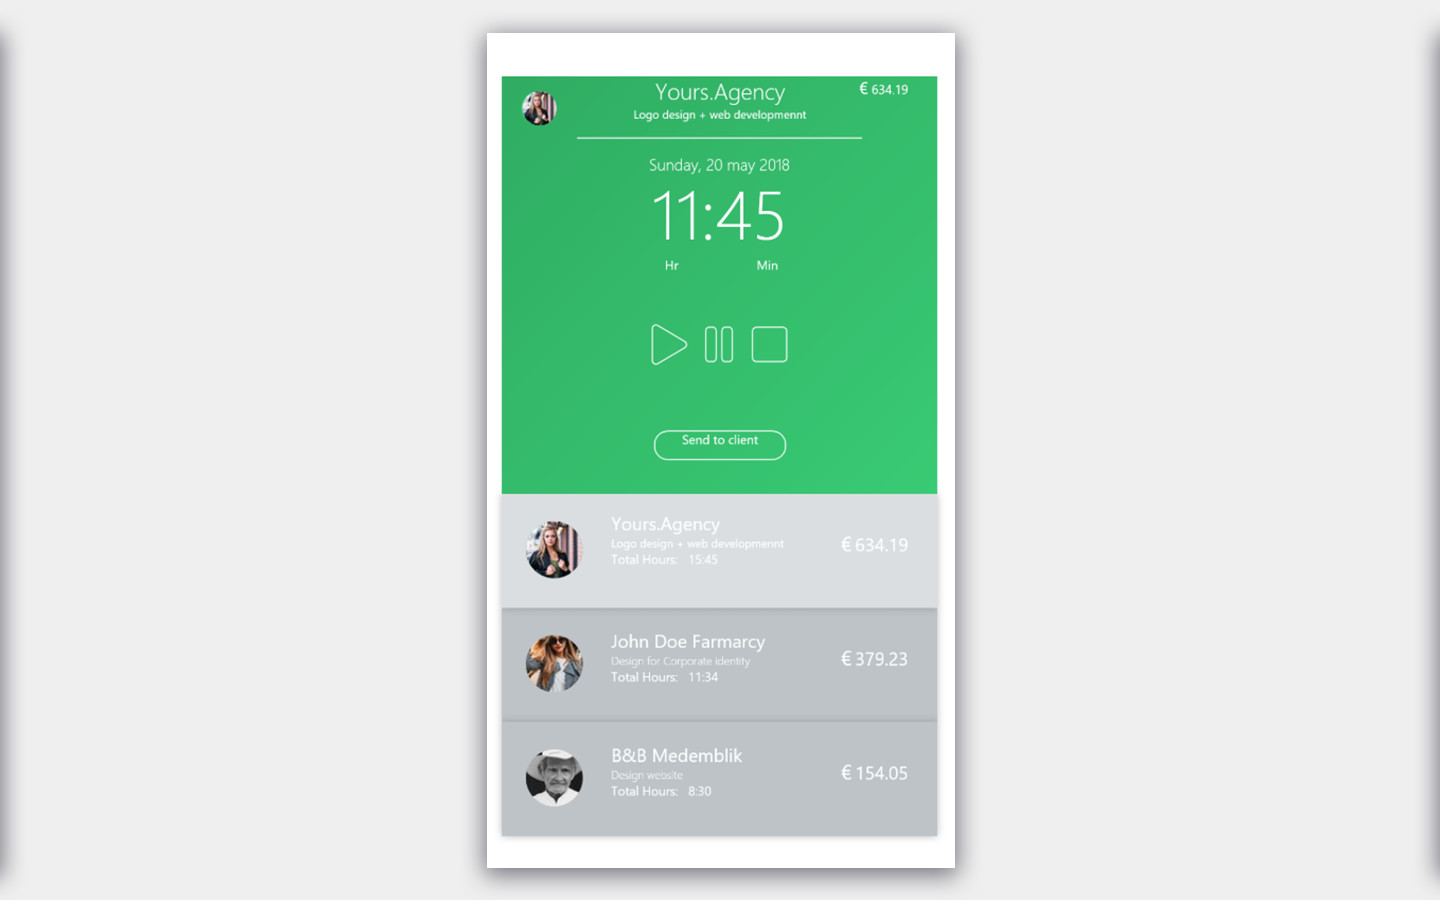 Yours.Agency
€ 634.19
Logo design + web developmennt
Sunday, 20 may 2018
11:45
Hr Min
Send to client
Yours.Agency
Logo design + web developmennt
Total Hours: 15:45
€ 634.19
John Doe Farmarcy
Design for Corporate identity
Total Hours: 11:34
€ 379.23
B&B Medemblik
Design website
Total Hours: 8:30
€ 154.05